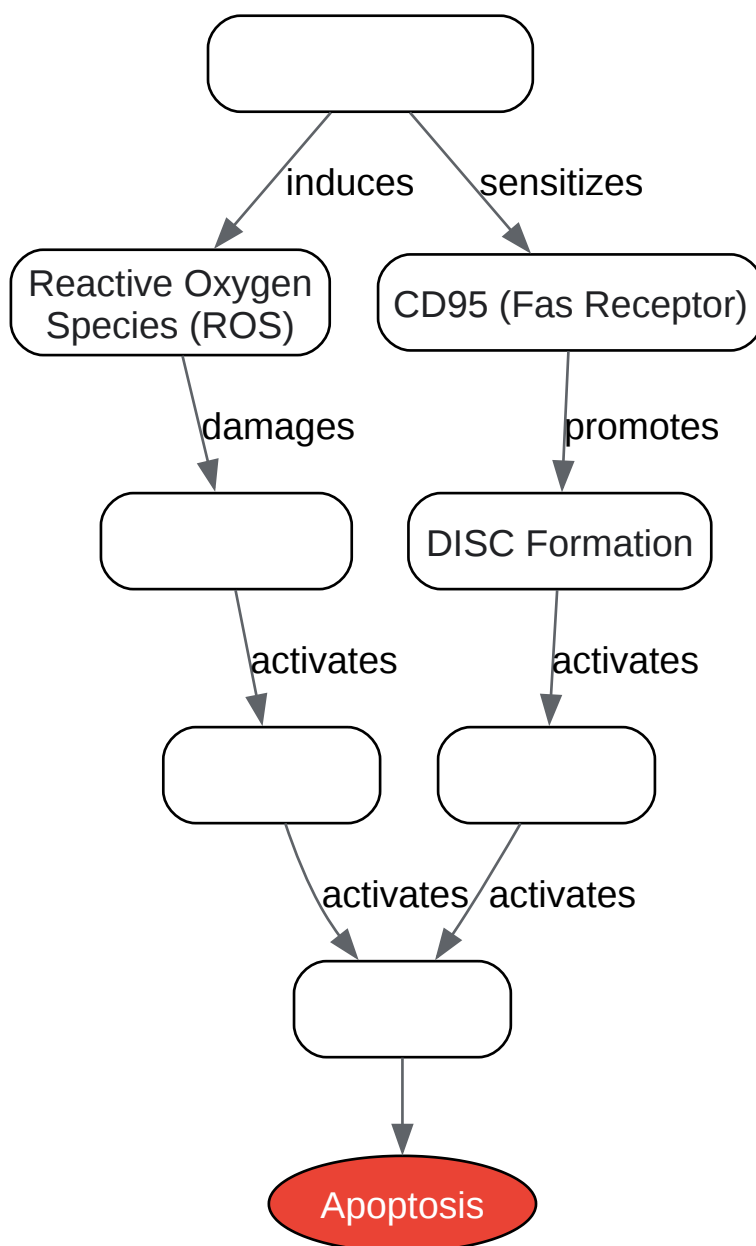 induces
sensitizes
Reactive Oxygen
Species (ROS)
CD95 (Fas Receptor)
damages
promotes
DISC Formation
activates
activates
activates
activates
Apoptosis